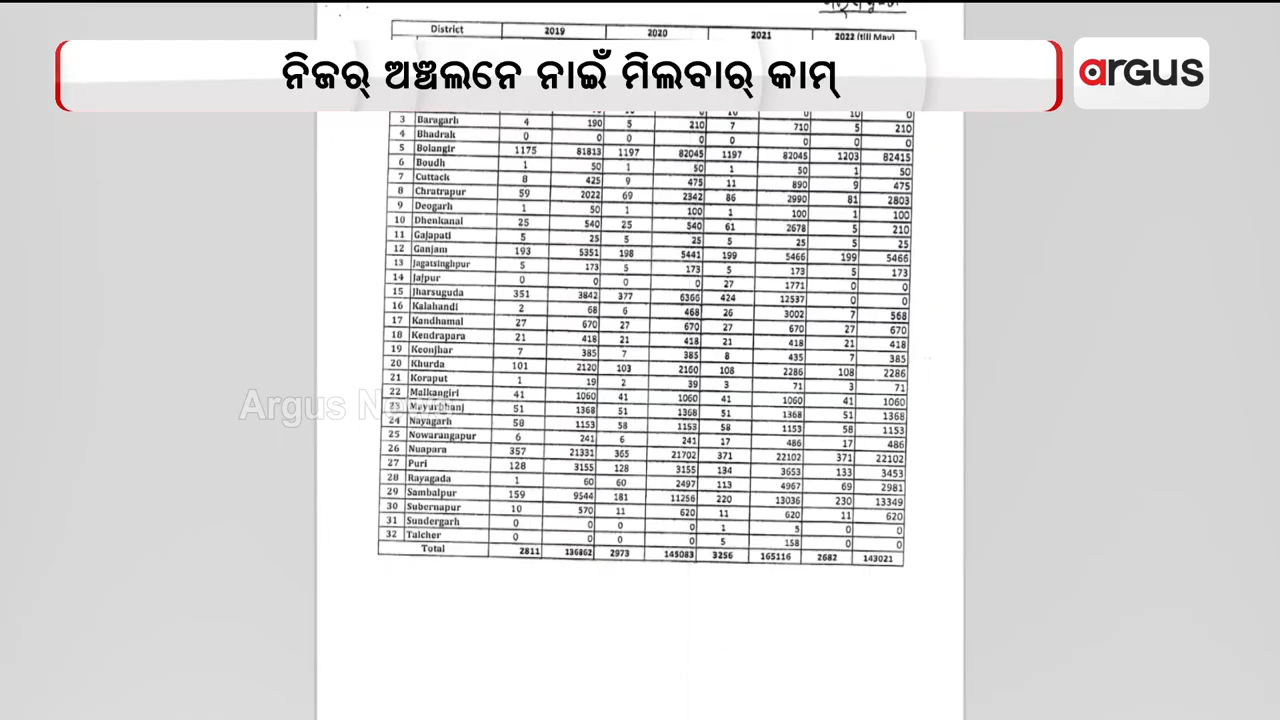 District 2019 2020 2021 2022 (till May)
ନିଜର୍ ଅଞ୍ଚଲନେ ନାଇଁ ମିଲବାର୍ କାମ୍
argus
3 Baragarh 4 190 5 210 7 710 5 210
4 Bhadrak 0 0 0 0 0 0 0 0
5 Bolangir 1175 81813 1197 82045 1197 82045 1203 82415
6 Boudh 1 50 1 50 1 50 1 50
7 Cuttack 8 425 9 475 11 890 9 475
8 Chratrapur 59 2022 69 2342 86 2990 81 2803
9 Deogarh 1 50 1 100 1 100 1 100
10 Dhenkanal 25 540 25 540 61 2678 5 210
11 Gajapati 5 25 5 25 5 25 5 25
12 Ganjam 193 5351 198 5441 199 5466 199 5466
13 Jagatsinghpur 5 173 5 173 5 173 5 173
14 Jajpur 0 0 0 0 27 1771 0 0
15 Jharsuguda 351 3842 377 6366 424 12537 0 0
16 Kalahandi 2 68 6 468 26 3002 7 568
17 Kandhamal 27 670 27 670 27 670 27 670
18 Kendrapara 21 418 21 418 21 418 21 418
19 Keonjhar 7 385 7 385 8 435 7 385
20 Khurda 101 2120 103 2160 108 2286 108 2286
21 Koraput 1 19 2 39 3 71 3 71
22 Malkangiri 41 1060 41 1060 41 1060 41 1060
23 Mayurbhanj 51 1368 51 1368 51 1368 51 1368
24 Nayagarh 58 1153 58 1153 58 1153 58 1153
25 Nowarangapur 6 241 6 241 17 486 17 486
26 Nuapara 357 21331 365 21702 371 22102 371 22102
27 Puri 128 3155 128 3155 134 3653 133 3453
28 Rayagada 1 60 60 2497 113 4967 69 2981
29 Sambalpur 159 9544 181 11256 220 13036 230 13349
30 Subernapur 10 570 11 620 11 620 11 620
31 Sundergarh 0 0 0 0 1 5 0 0
32 Talcher 0 0 0 0 5 158 0 0
Total 2811 136862 2973 145083 3256 165116 2682 143021
Argus News